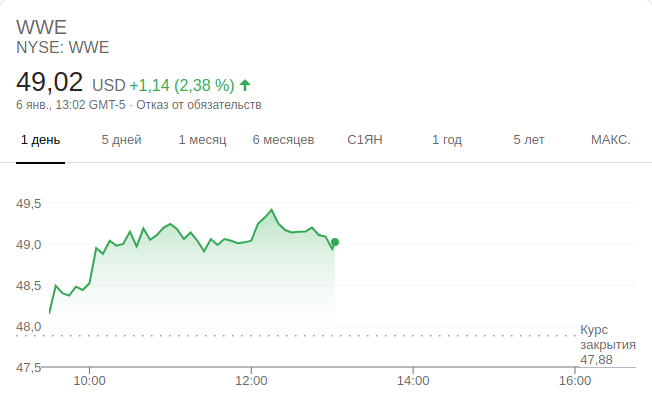 WWE
NYSE: WWE
49,02 USD +1,14 (2,38 %)
6 янв., 13:02 GMT-5 · Отказ от обязательств
1 день 5 дней 1 месяц 6 месяцев С1ЯН 1 год 5 лет МАКС.
49,5
49,0
48,5
48,0
Курс
закрытия
47,88
47,5
10:00 12:00 14:00 16:00